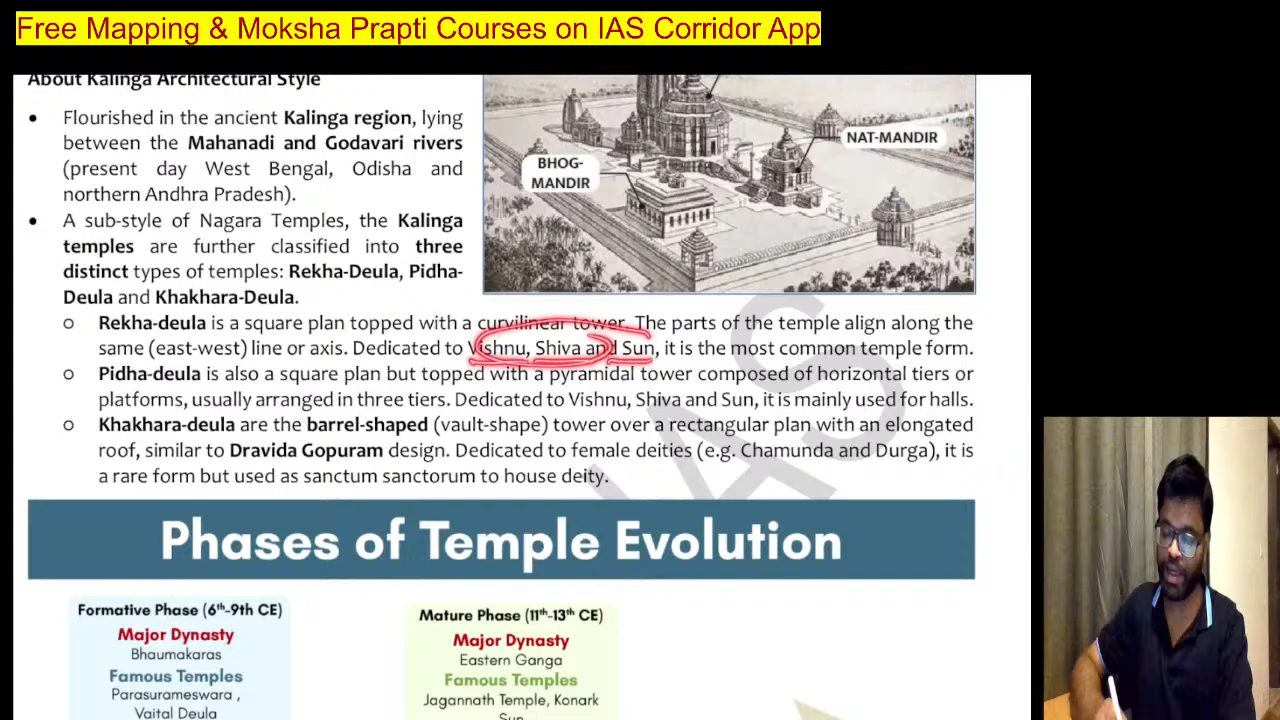 Free Mapping & Moksha Prapti Courses on IAS Corridor App
About Kalinga Architectural Style
• Flourished in the ancient Kalinga region, lying
between the Mahanadi and Godavari rivers
(present day West Bengal, Odisha and
northern Andhra Pradesh).
• A sub-style of Nagara Temples, the Kalinga
temples are further classified into three
distinct types of temples: Rekha-Deula, Pidha-
Deula and Khakhara-Deula.
NAT-MANDIR
BHOG-
MANDIR
o Rekha-deula is a square plan topped with a curvilinear tower. The parts of the temple align along the
same (east-west) line or axis. Dedicated to Vishnu, Shiva and Sun, it is the most common temple form.
o Pidha-deula is also a square plan but topped with a pyramidal tower composed of horizontal tiers or
platforms, usually arranged in three tiers. Dedicated to Vishnu, Shiva and Sun, it is mainly used for halls.
o Khakhara-deula are the barrel-shaped (vault-shape) tower over a rectangular plan with an elongated
roof, similar to Dravida Gopuram design. Dedicated to female deities (e.g. Chamunda and Durga), it is
a rare form but used as sanctum sanctorum to house deity.
IAS
Phases of Temple Evolution
Formative Phase (6th-9th CE)
Major Dynasty
Bhaumakaras
Famous Temples
Parasurameswara ,
Vaital Deula
Mature Phase (11th-13th CE)
Major Dynasty
Eastern Ganga
Famous Temples
Jagannath Temple, Konark
Sun